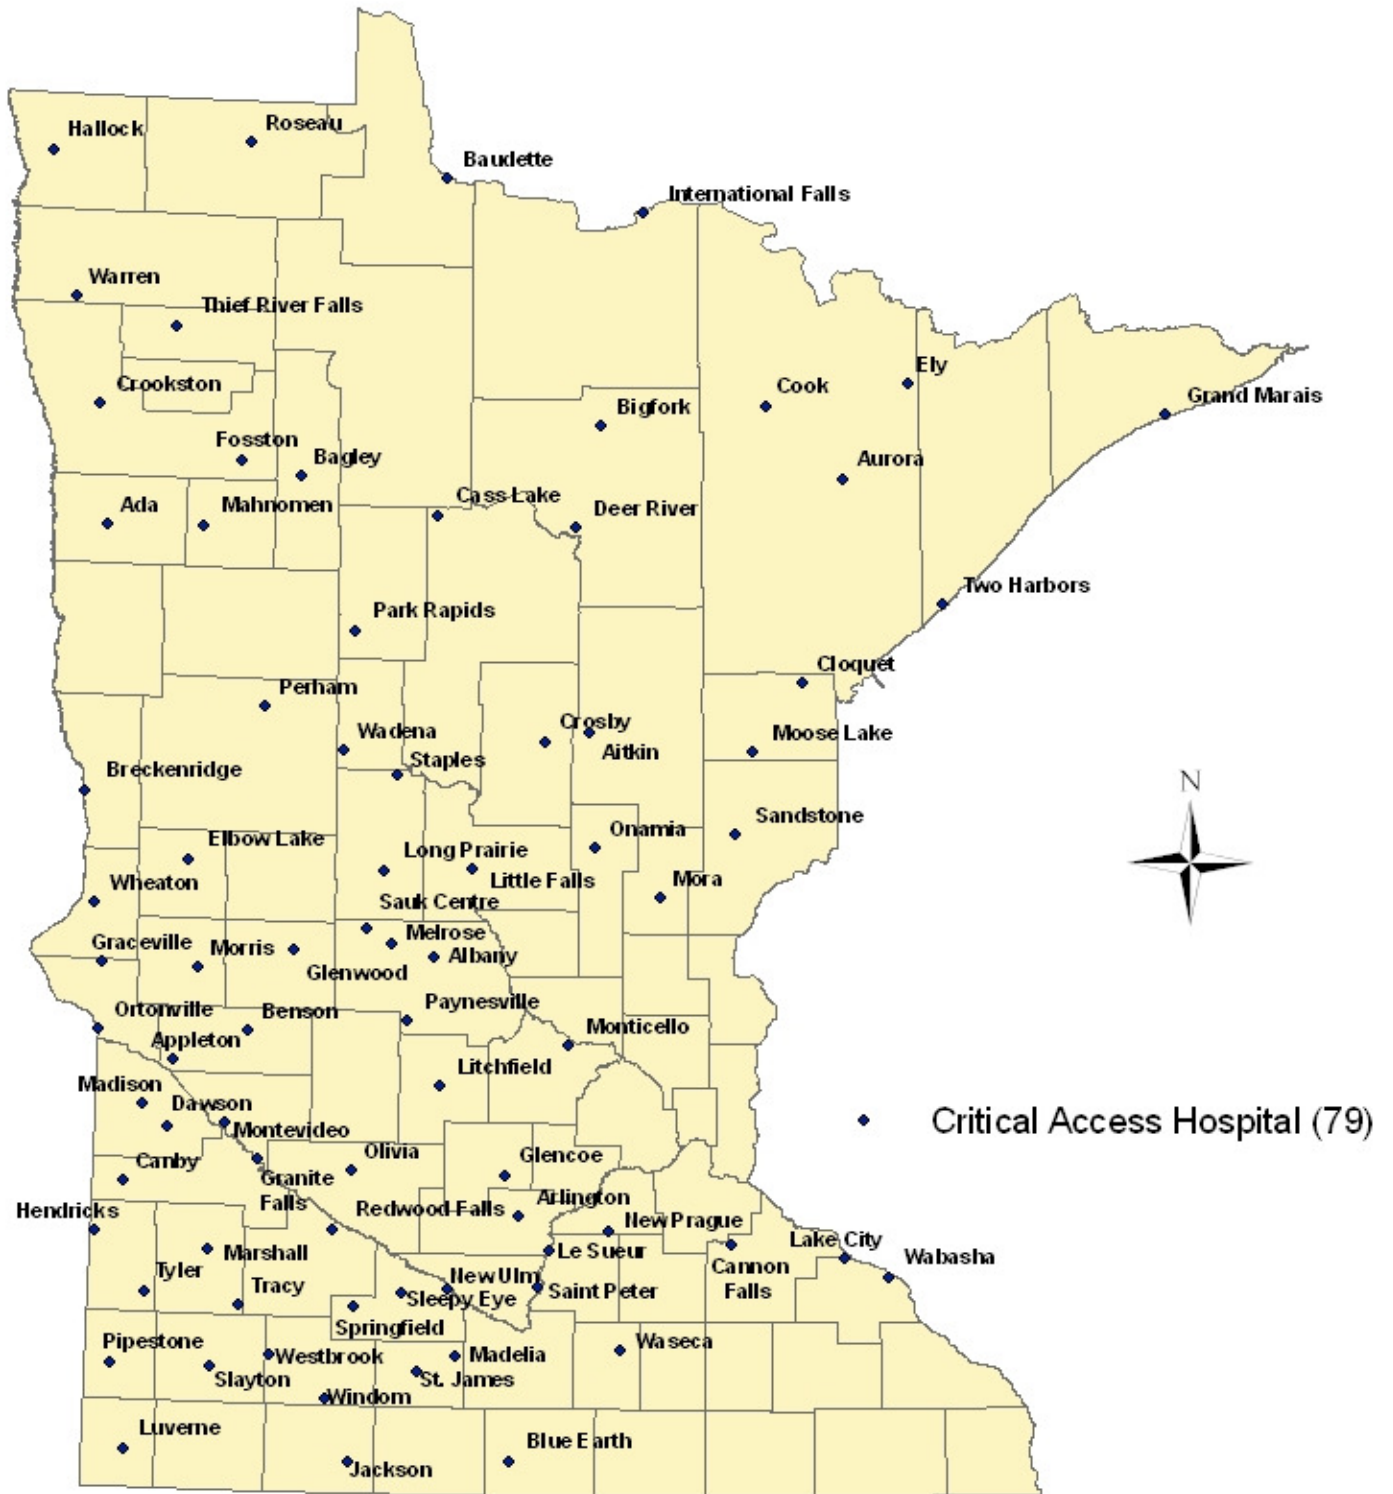 Hallock
Roseau
Baudette
International Falls
Warren
Thief River Falls
Crookston
Ely
Cook
Grand Marais
Bigfork
Fosston
Bagley
Aurora
Ada
Mahnomen
Cass Lake
Deer River
Two Harbors
Park Rapids
Cloquet
Perham
Wadena
Crosby
Aitkin
Moose Lake
Staples
Breckenridge
N
Sandstone
Onamia
Elbow Lake
Long Prairie
Little Falls
Mora
Wheaton
Sauk Centre
Graceville
Morris
Melrose
Albany
Glenwood
Ortonville
Benson
Paynesville
Appleton
Monticello
Litchfield
Madison
Dawson
Montevideo
Critical Access Hospital (79)
Canby
Olivia
Glencoe
Granite
Falls
Hendricks
Redwood Falls
Arlington
New Prague
Lake City
Marshall
Le Sueur
Wabasha
Cannon
Falls
Tyler
Tracy
New Ulm
Sleepy Eye
Saint Peter
Springfield
Pipestone
Westbrook
Madelia
Waseca
Slayton
St. James
Windom
Luverne
Blue Earth
Jackson